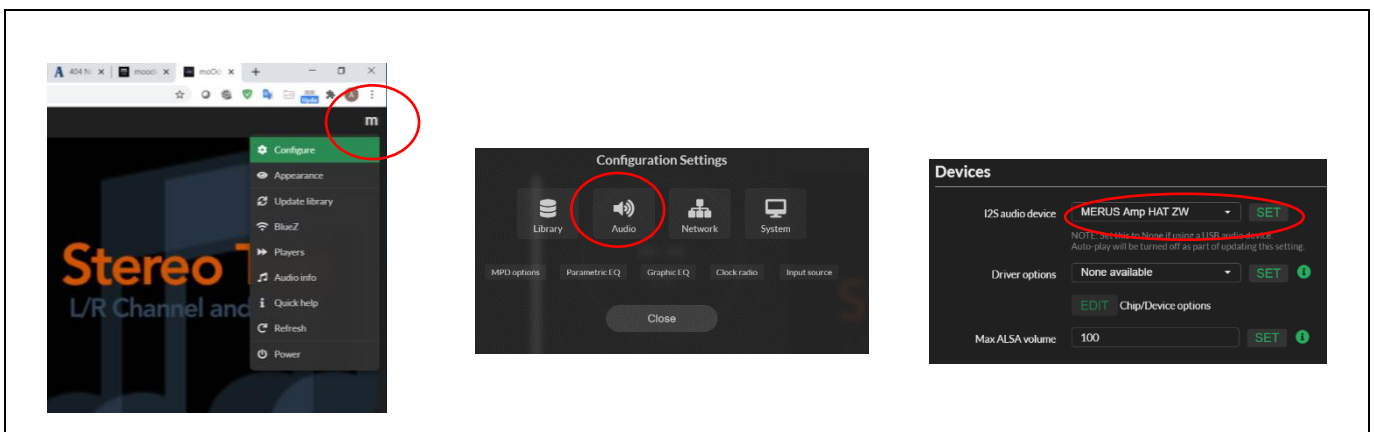 A 404 N
moOd
moOd
Update
A
m
Configure
Appearance
Update library
BlueZ
Players
Audio info
Quick help
Refresh
Power
Stereo T
L/R Channel and
Configuration Settings
Library Audio Network System
MPD options Parametric EQ Graphic EQ Clock radio Input source
Close
Devices
I2S audio device MERUS Amp HAT ZW SET
NOTE: Set this to None if using a USB audio device.
Auto-play will be turned off as part of updating this setting.
Driver options None available SET
EDIT Chip/Device options
Max ALSA volume 100 SET